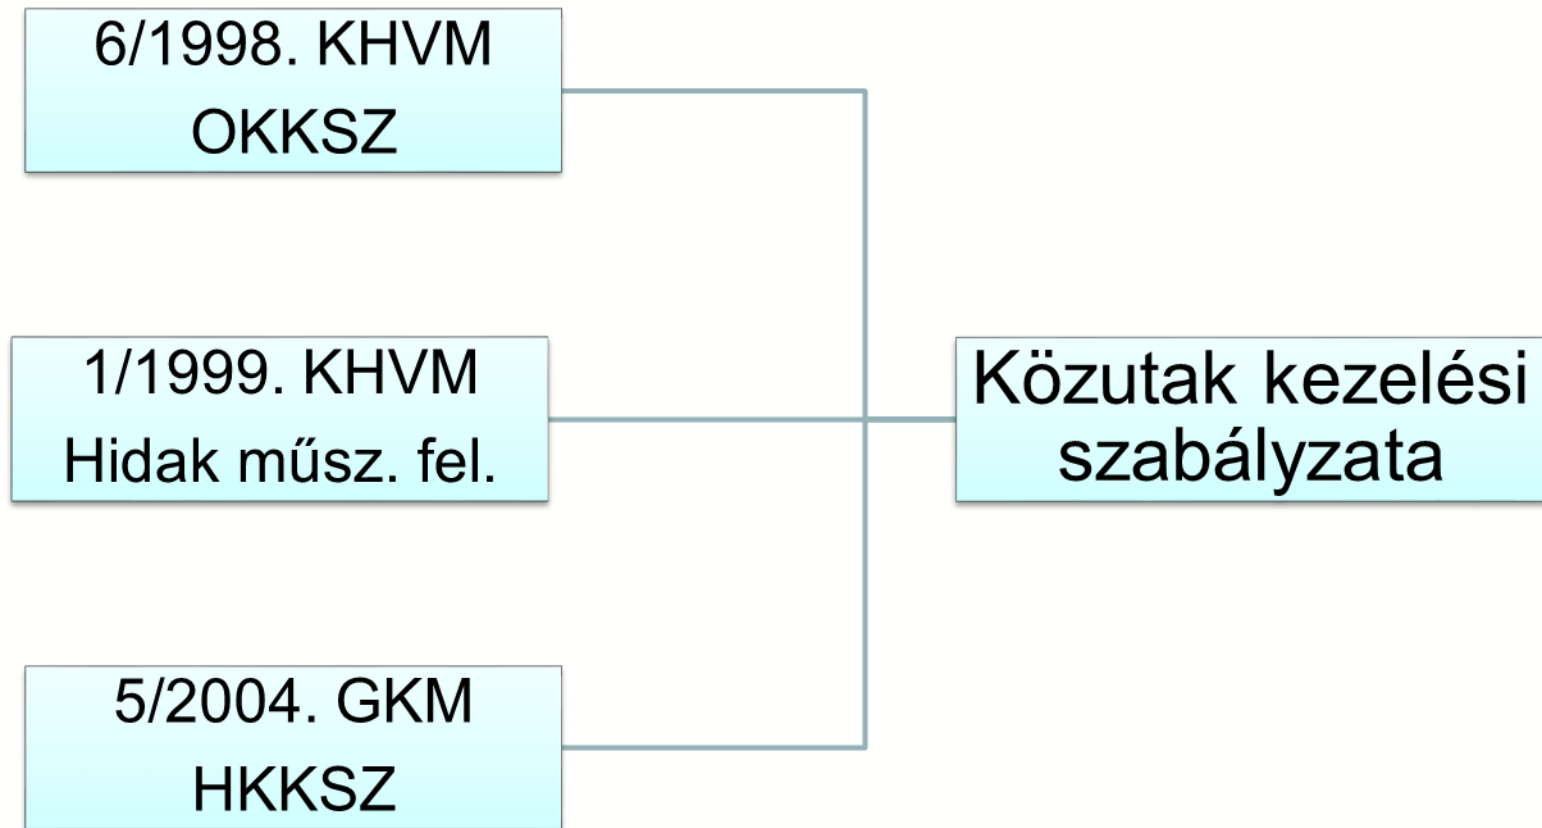 6/1998. KHVM
OKKSZ
1/1999. KHVM
Hidak műsz. fel.
5/2004. GKM
HKKSZ
Közutak kezelési
szabályzata